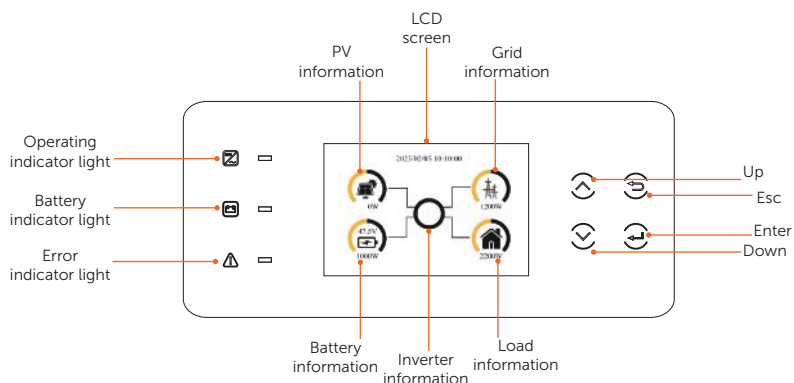 LCD
screen
PV
information
Grid
information
Operating
indicator light
Battery
indicator light
Error
indicator light
2023/02/03 10:10:00
0W
1200W
47.5V
1000W
2200W
Up
Esc
Enter
Down
Battery
information
Inverter
information
Load
information